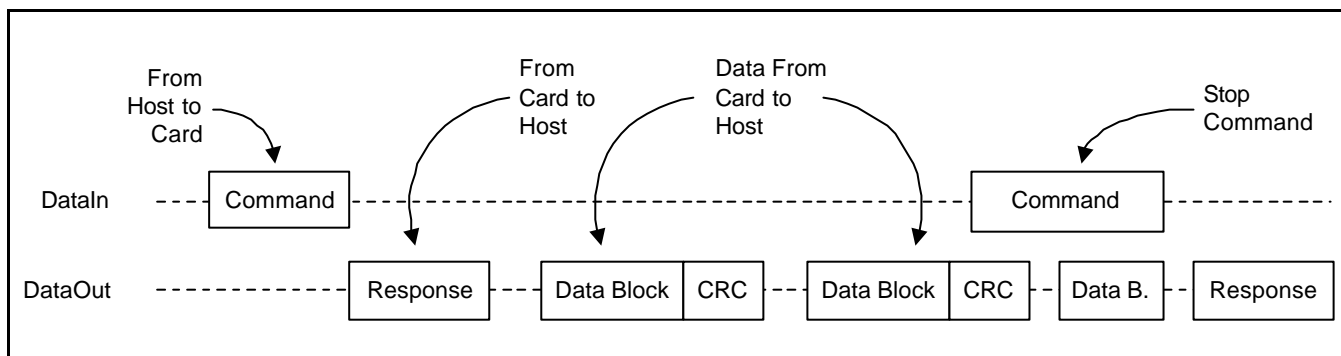 From
Host to
Card
From
Card to
Host
Data From
Card to
Host
Stop
Command
DataIn
Command
Command
DataOut
Response
Data Block
CRC
Data Block
CRC
Data B.
Response